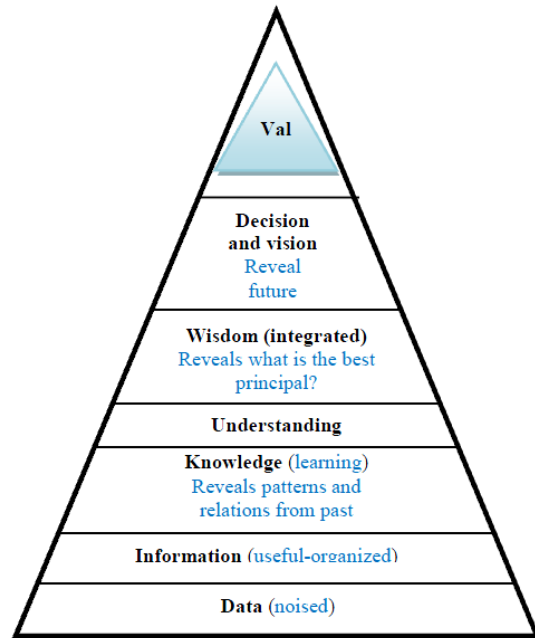 Val
Decision
and vision
Reveal
future
Wisdom (integrated)
Reveals what is the best
principal?
Understanding
Knowledge (learning)
Reveals patterns and
relations from past
Information (useful-organized)
Data (noised)